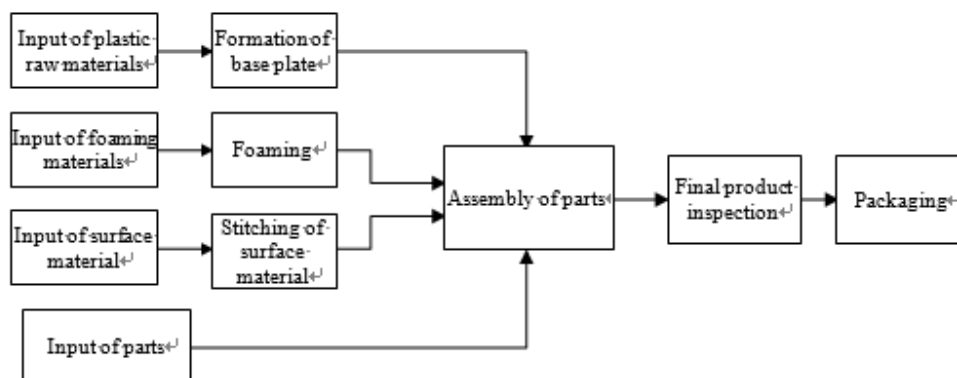 Input of plastic
raw materials
Formation of
base plate
Input of foaming
materials
Foaming
Input of surface
material
Stitching of
surface
material
Input of parts
Assembly of parts
Final product
inspection
Packaging